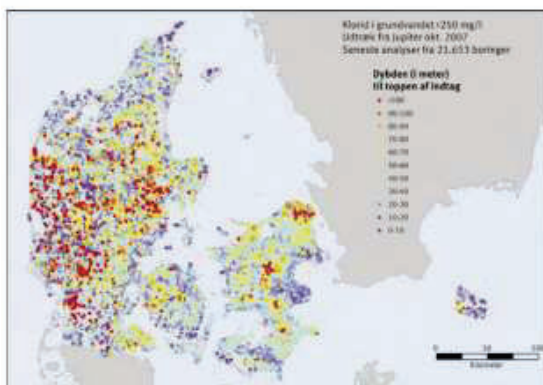 Klorid i grundvandet <250 mg/l
Udtræk fra Jupiter okt. 2007
Seneste analyser fra 21.653 boringer
Dybden (i meter)
til toppen af indtag
>100
90-100
80-90
70-80
60-70
50-60
40-50
30-40
20-30
10-20
0-10
0
50
100
Kilometer